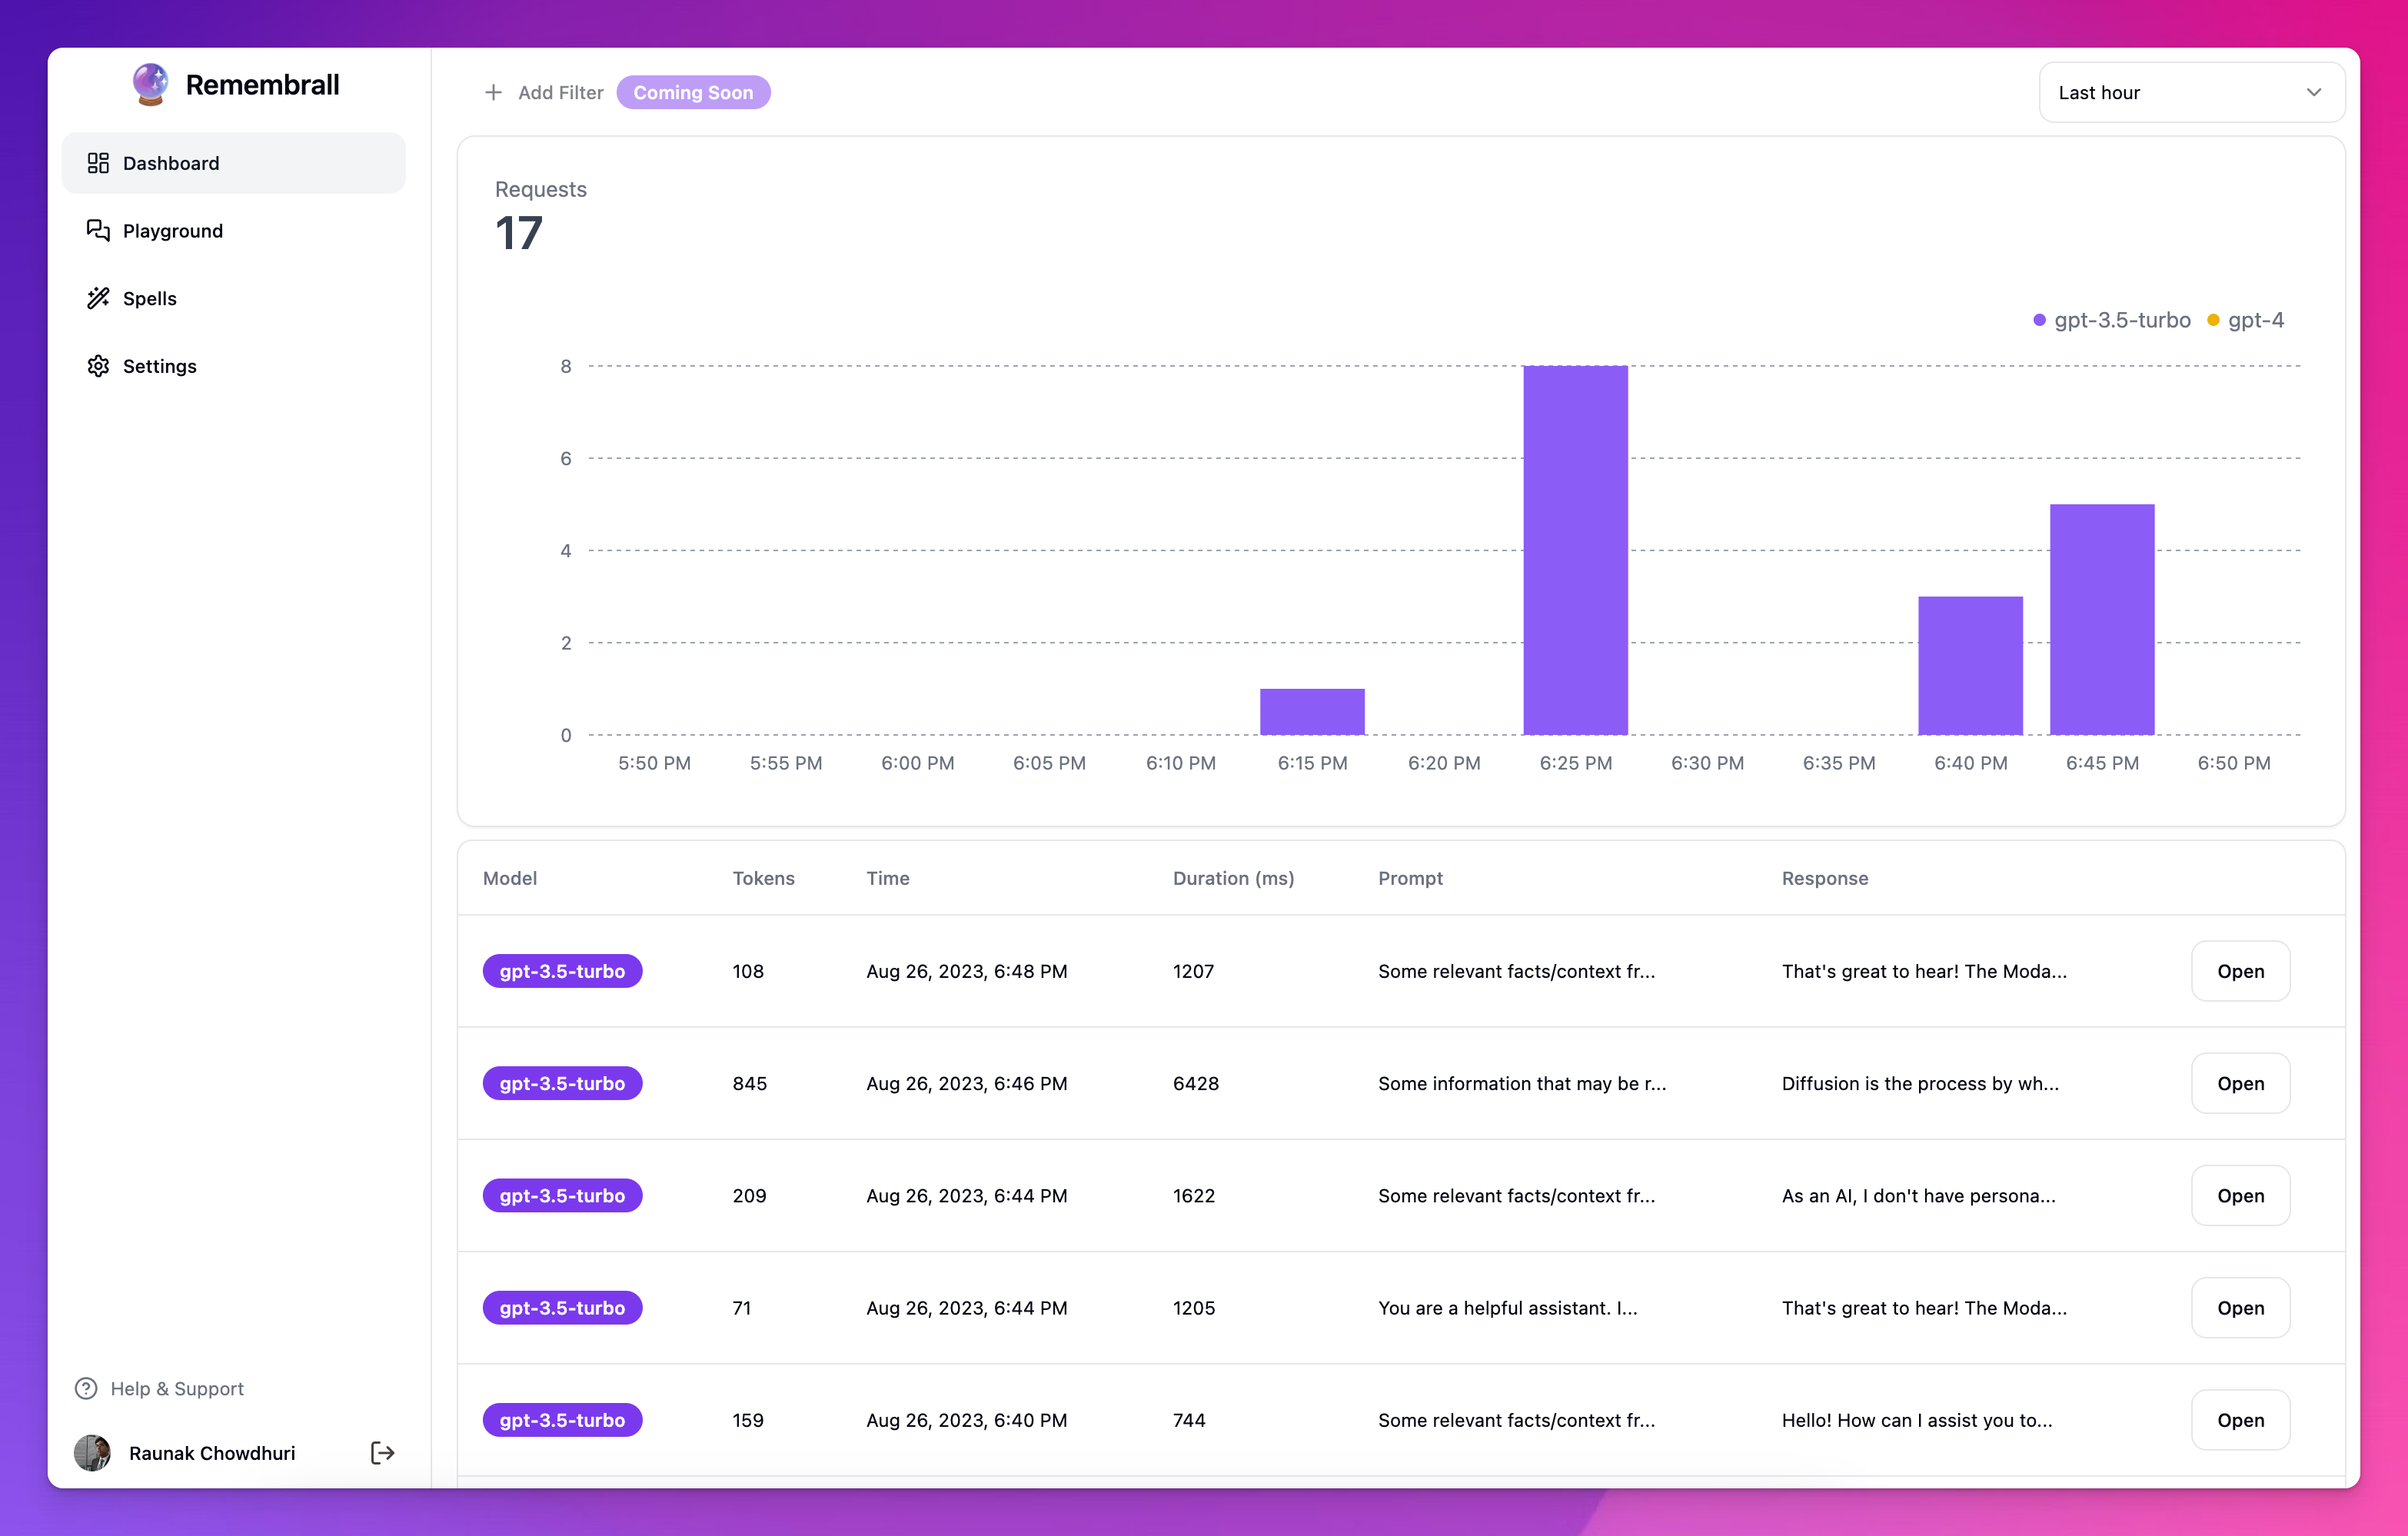 Remembrall
Dashboard
Playground
Spells
Settings
Help & Support
Raunak Chowdhuri
Add Filter Coming Soon
Last hour
Requests
17
gpt-3.5-turbo gpt-4
8
6
4
2
0
5:50 PM 5:55 PM 6:00 PM 6:05 PM 6:10 PM 6:15 PM 6:20 PM 6:25 PM 6:30 PM 6:35 PM 6:40 PM 6:45 PM 6:50 PM
Model Tokens Time Duration (ms) Prompt Response
gpt-3.5-turbo 108 Aug 26, 2023, 6:48 PM 1207 Some relevant facts/context fr... That's great to hear! The Moda... Open
gpt-3.5-turbo 845 Aug 26, 2023, 6:46 PM 6428 Some information that may be r... Diffusion is the process by wh... Open
gpt-3.5-turbo 209 Aug 26, 2023, 6:44 PM 1622 Some relevant facts/context fr... As an AI, I don't have persona... Open
gpt-3.5-turbo 71 Aug 26, 2023, 6:44 PM 1205 You are a helpful assistant. I... That's great to hear! The Moda... Open
gpt-3.5-turbo 159 Aug 26, 2023, 6:40 PM 744 Some relevant facts/context fr... Hello! How can I assist you to... Open